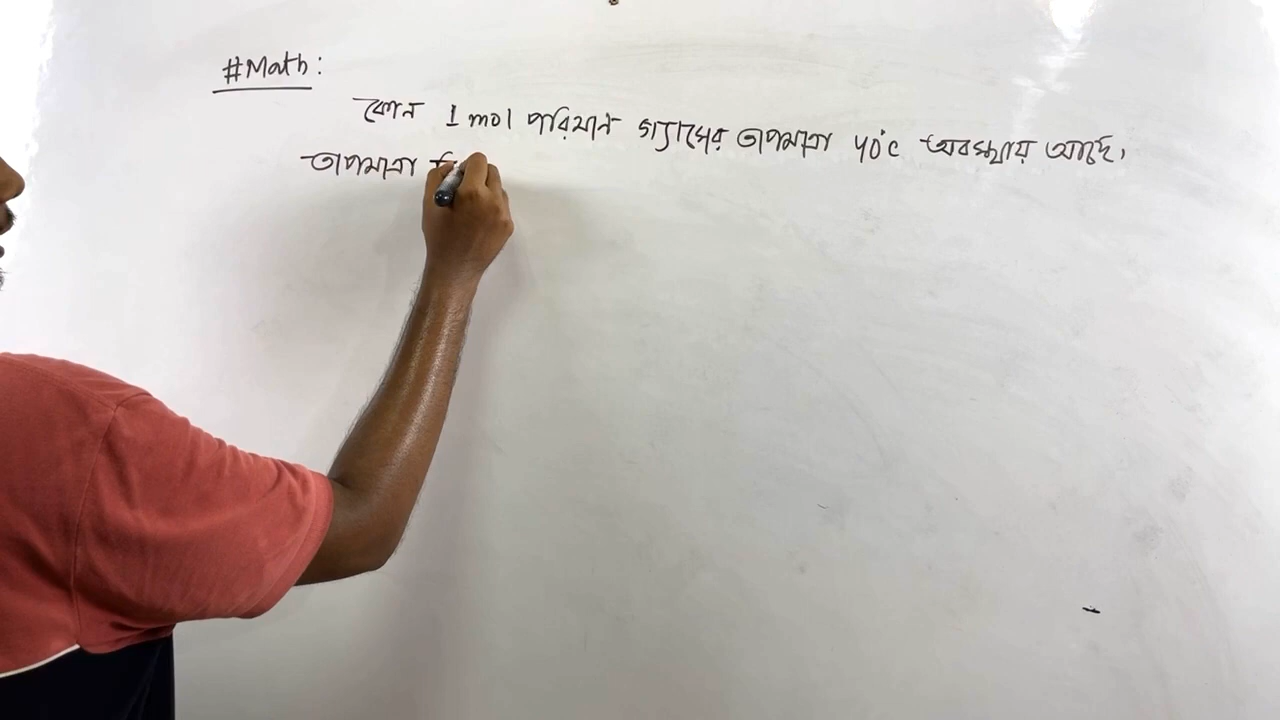 #Math:
কোন 1 mol পরিমান গ্যাসের তাপমাত্রা 40°c অবস্থায় আছে,
তাপমাত্রা